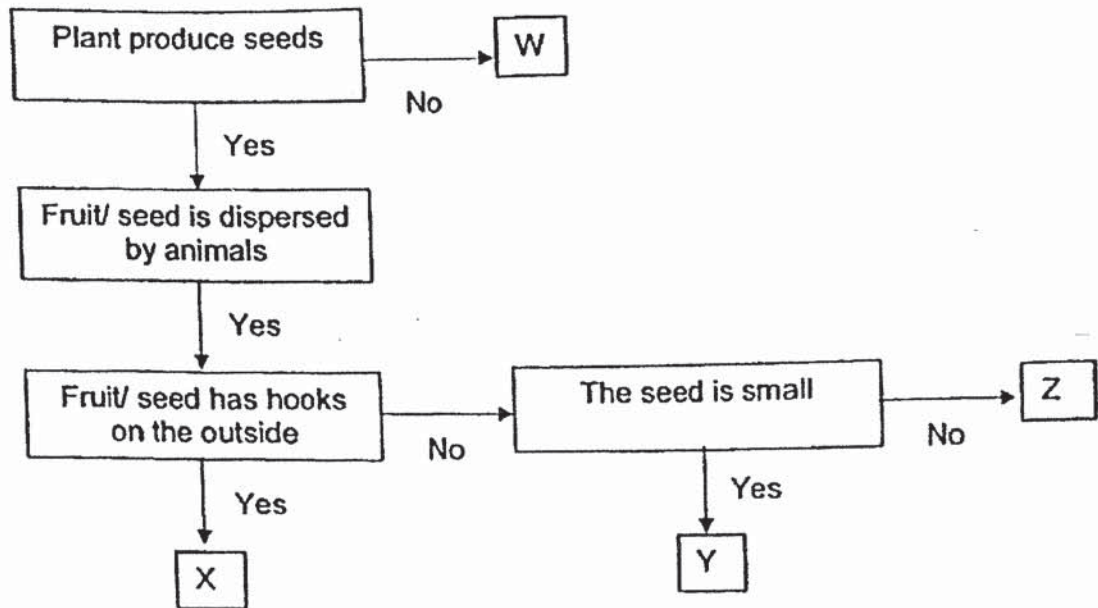 Plant produce seeds
W
No
Yes
Fruit/ seed is dispersed
by animals
Yes
Fruit/ seed has hooks
on the outside
No
The seed is small
No
Z
Yes
X
Yes
Y